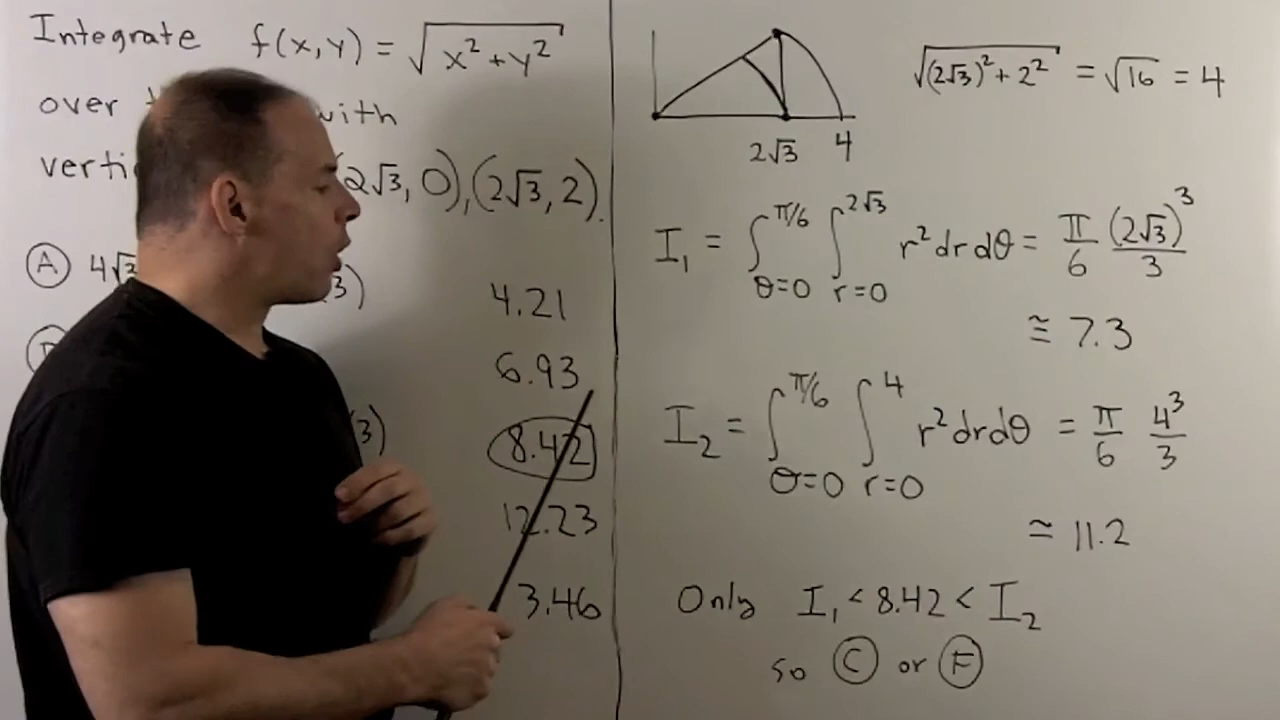 Integrate f(x,y) = √(x² + y²)
over with
2√3, 0), (2√3, 2).
Ⓐ 4√ 3)
4.21
6.93
3)
8.42
12.23
3.46
√((2√3)² + 2²) = √16 = 4
2√3 4
I₁ = ∫_{θ=0}^{π/6} ∫_{r=0}^{2√3} r² dr dθ = π/6 (2√3)³/3
≅ 7.3
I₂ = ∫_{θ=0}^{π/6} ∫_{r=0}^{4} r² dr dθ = π/6 4³/3
≅ 11.2
Only I₁ < 8.42 < I₂
so Ⓒ or Ⓕ